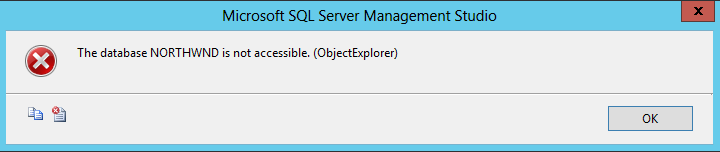 Microsoft SQL Server Management Studio
x
The database NORTHWND is not accessible. (ObjectExplorer)
OK